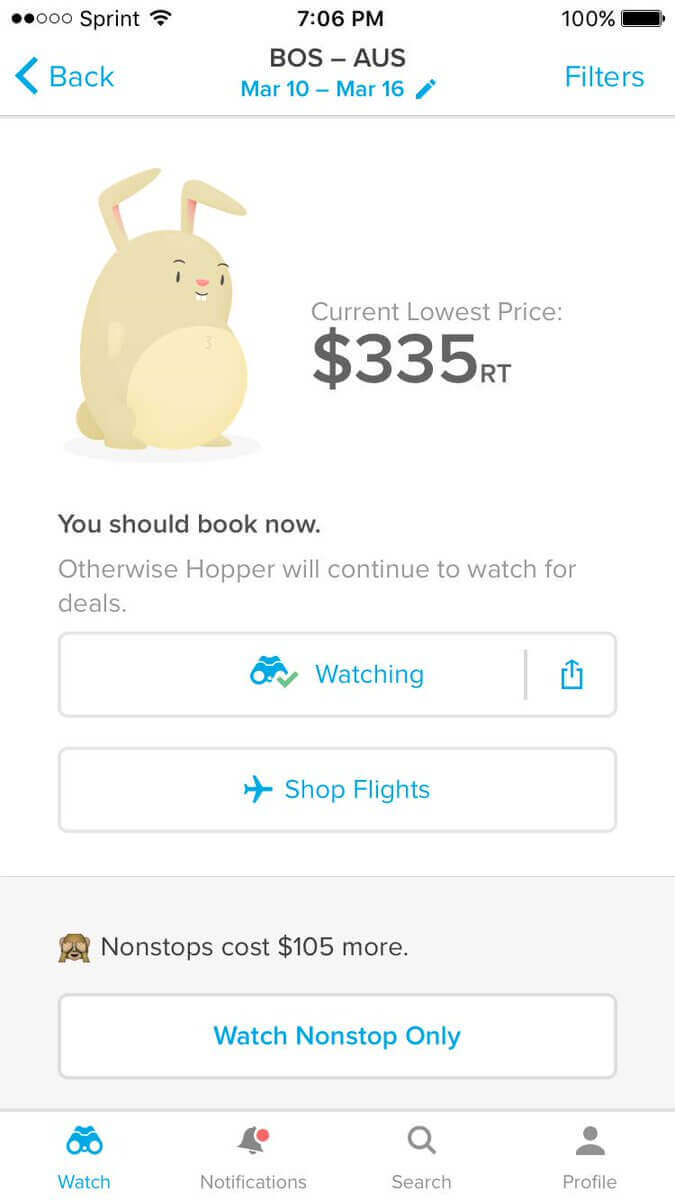 Sprint 7:06 PM 100%
Back BOS – AUS Filters
Mar 10 – Mar 16
Current Lowest Price:
$335RT
You should book now.
Otherwise Hopper will continue to watch for
deals.
Watching
Shop Flights
🙈 Nonstops cost $105 more.
Watch Nonstop Only
Watch Notifications Search Profile